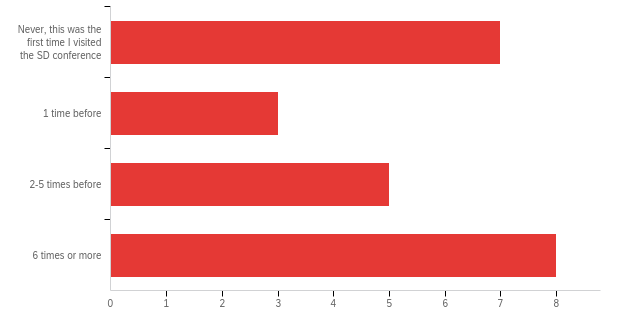 Never, this was the
first time I visited
the SD conference
1 time before
2-5 times before
6 times or more
0 1 2 3 4 5 6 7 8